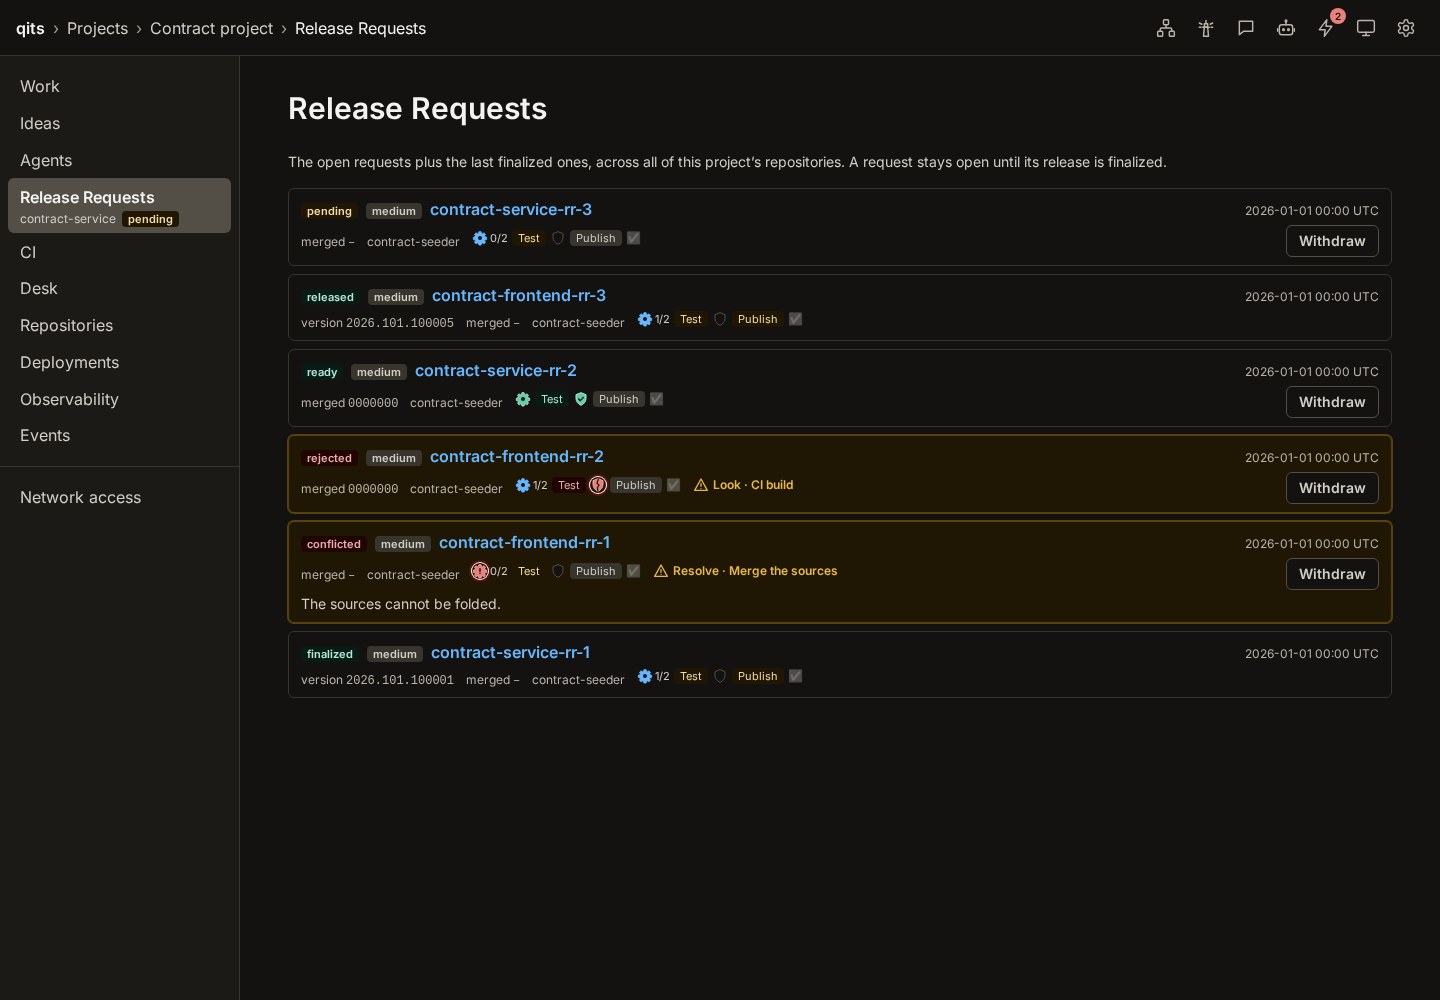 qits › Projects › Contract project › Release Requests
2
Work
Ideas
Agents
Release Requests
contract-service pending
CI
Desk
Repositories
Deployments
Observability
Events
Network access
Release Requests
The open requests plus the last finalized ones, across all of this project’s repositories. A request stays open until its release is finalized.
pending medium contract-service-rr-3 2026-01-01 00:00 UTC
merged – contract-seeder 0/2 Test Publish Withdraw
released medium contract-frontend-rr-3 2026-01-01 00:00 UTC
version 2026.101.100005 merged – contract-seeder 1/2 Test Publish
ready medium contract-service-rr-2 2026-01-01 00:00 UTC
merged 0000000 contract-seeder Test Publish Withdraw
rejected medium contract-frontend-rr-2 2026-01-01 00:00 UTC
merged 0000000 contract-seeder 1/2 Test Publish Look · CI build Withdraw
conflicted medium contract-frontend-rr-1 2026-01-01 00:00 UTC
merged – contract-seeder 0/2 Test Publish Resolve · Merge the sources Withdraw
The sources cannot be folded.
finalized medium contract-service-rr-1 2026-01-01 00:00 UTC
version 2026.101.100001 merged – contract-seeder 1/2 Test Publish